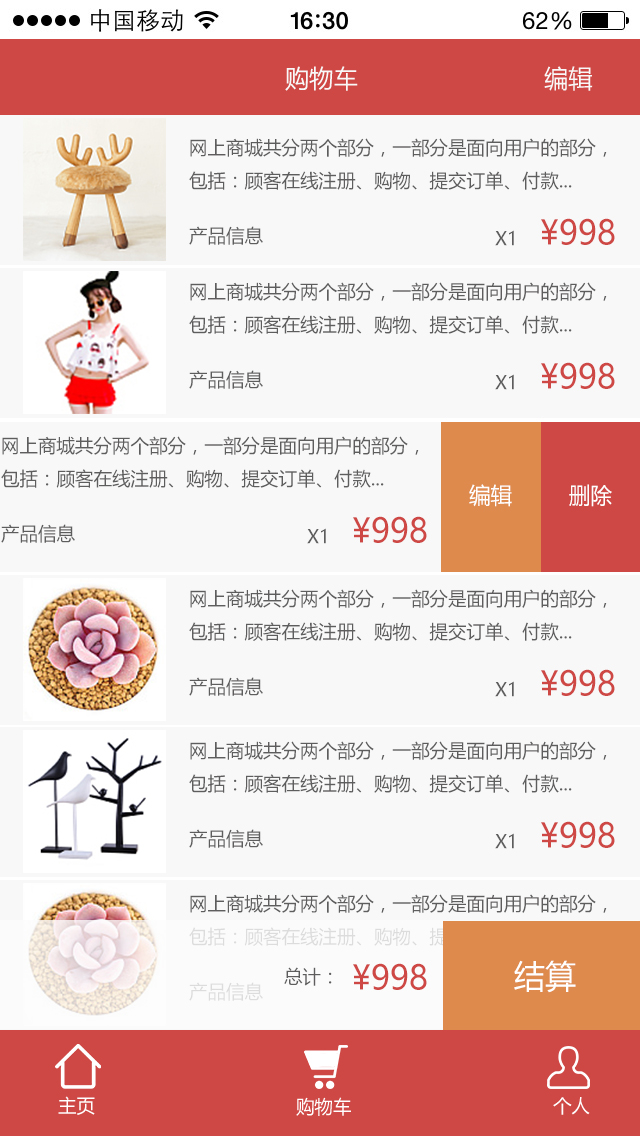 中国移动 16:30 62%
购物车 编辑
网上商城共分两个部分，一部分是面向用户的部分，
包括：顾客在线注册、购物、提交订单、付款...
产品信息 X1 ¥998
网上商城共分两个部分，一部分是面向用户的部分，
包括：顾客在线注册、购物、提交订单、付款...
产品信息 X1 ¥998
网上商城共分两个部分，一部分是面向用户的部分，
包括：顾客在线注册、购物、提交订单、付款...
产品信息 X1 ¥998
编辑 删除
网上商城共分两个部分，一部分是面向用户的部分，
包括：顾客在线注册、购物、提交订单、付款...
产品信息 X1 ¥998
网上商城共分两个部分，一部分是面向用户的部分，
包括：顾客在线注册、购物、提交订单、付款...
产品信息 X1 ¥998
网上商城共分两个部分，一部分是面向用户的部分，
包括：顾客在线注册、购物、提交订单、
产品信息
总计： ¥998 结算
主页 购物车 个人